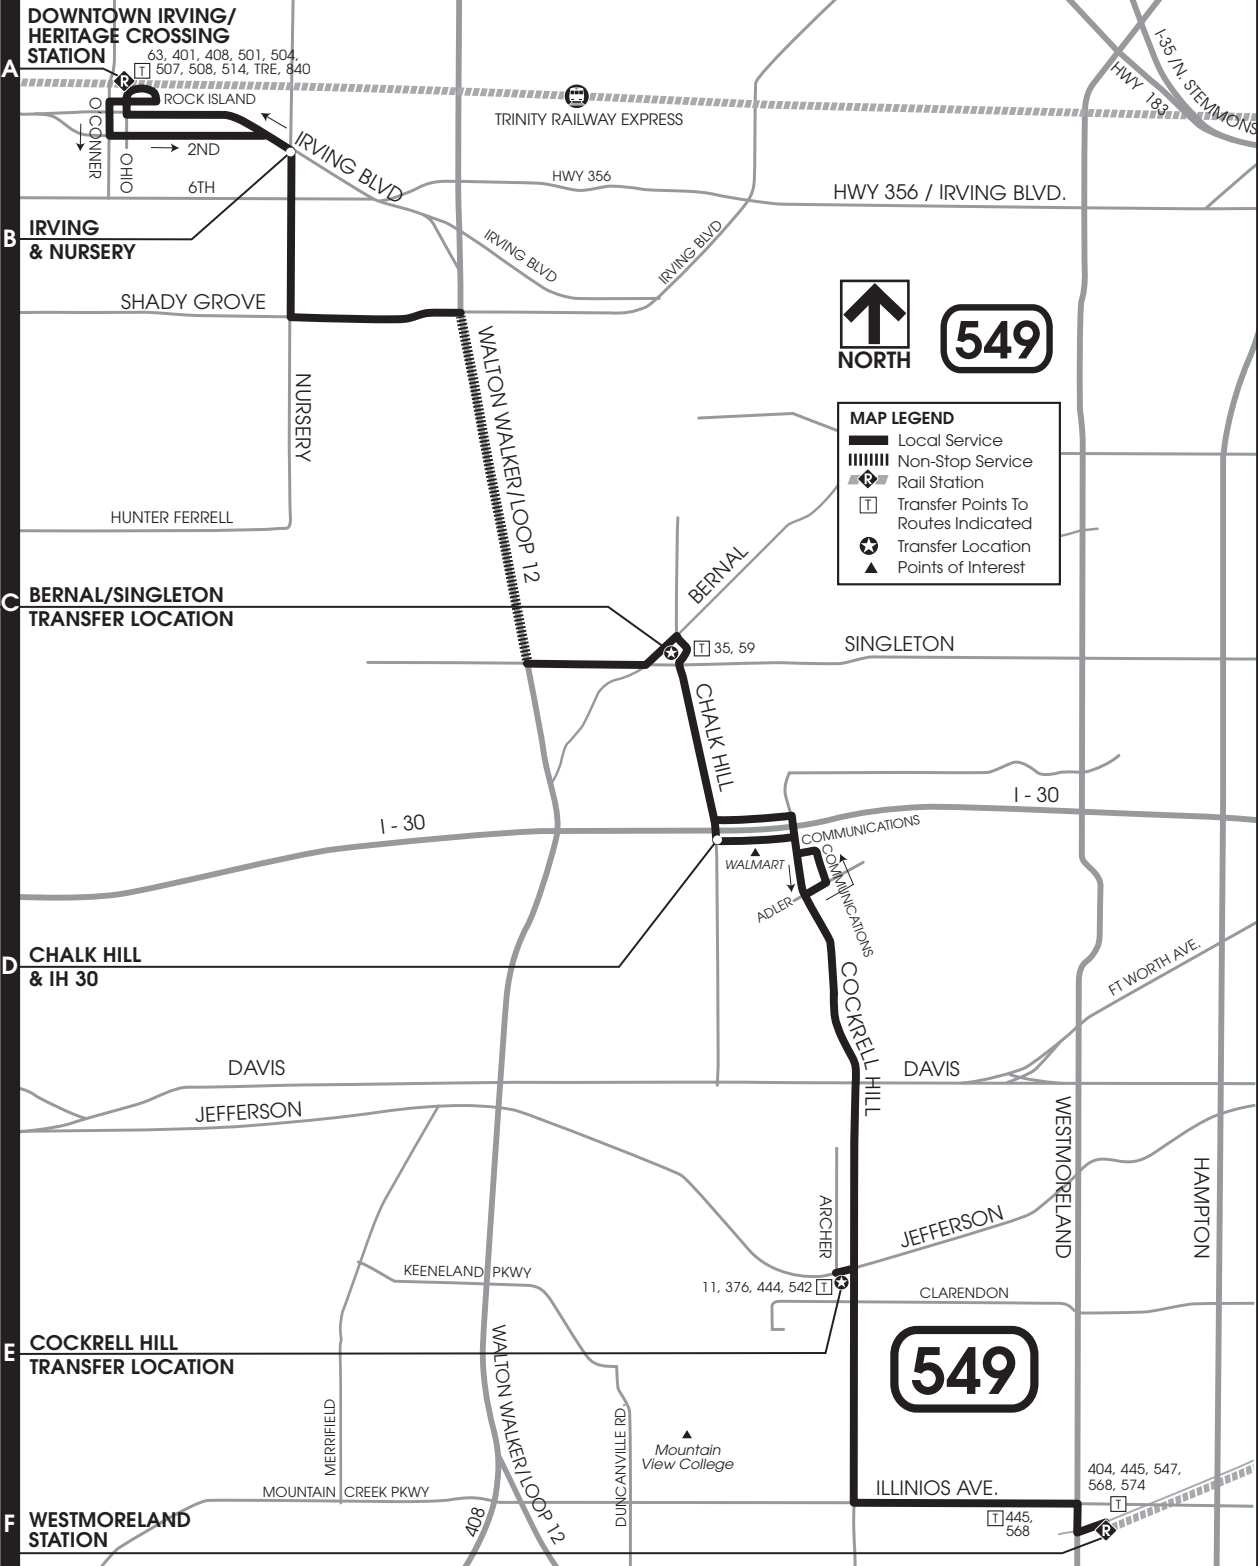 DOWNTOWN IRVING/
HERITAGE CROSSING
STATION
A
R
T
63, 401, 408, 501, 504,
507, 508, 514, TRE, 840
ROCK ISLAND
O CONNER
OHIO
2ND
6TH
IRVING BLVD
TRINITY RAILWAY EXPRESS
HWY 183
I-35 /N. STEMMONS
HWY 356
HWY 356 / IRVING BLVD.
IRVING BLVD
IRVING BLVD
B
IRVING
& NURSERY
SHADY GROVE
NURSERY
WALTON WALKER/LOOP 12
HUNTER FERRELL
NORTH
549
MAP LEGEND
Local Service
Non-Stop Service
R
Rail Station
T
Transfer Points To
Routes Indicated
Transfer Location
Points of Interest
C
BERNAL/SINGLETON
TRANSFER LOCATION
BERNAL
T
35, 59
SINGLETON
CHALK HILL
I - 30
I - 30
COMMUNICATIONS
WALMART
COMMUNICATIONS
ADLER
D
CHALK HILL
& IH 30
COCKRELL HILL
FT WORTH AVE.
DAVIS
DAVIS
JEFFERSON
WESTMORELAND
HAMPTON
ARCHER
JEFFERSON
KEENELAND PKWY
11, 376, 444, 542
T
CLARENDON
E
COCKRELL HILL
TRANSFER LOCATION
549
WALTON WALKER/LOOP 12
MERRIFIELD
DUNCANVILLE RD.
Mountain
View College
MOUNTAIN CREEK PKWY
408
ILLINIOS AVE.
404, 445, 547,
568, 574
T
T
445,
568
R
F
WESTMORELAND
STATION